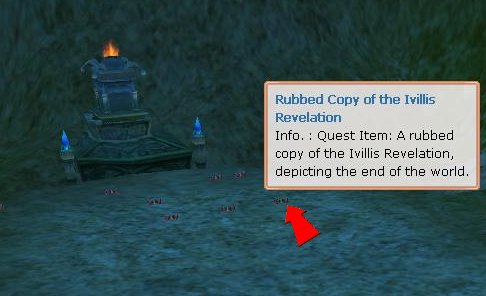 Rubbed Copy of the Ivillis
Revelation
Info. : Quest Item: A rubbed
copy of the Ivillis Revelation,
depicting the end of the world.